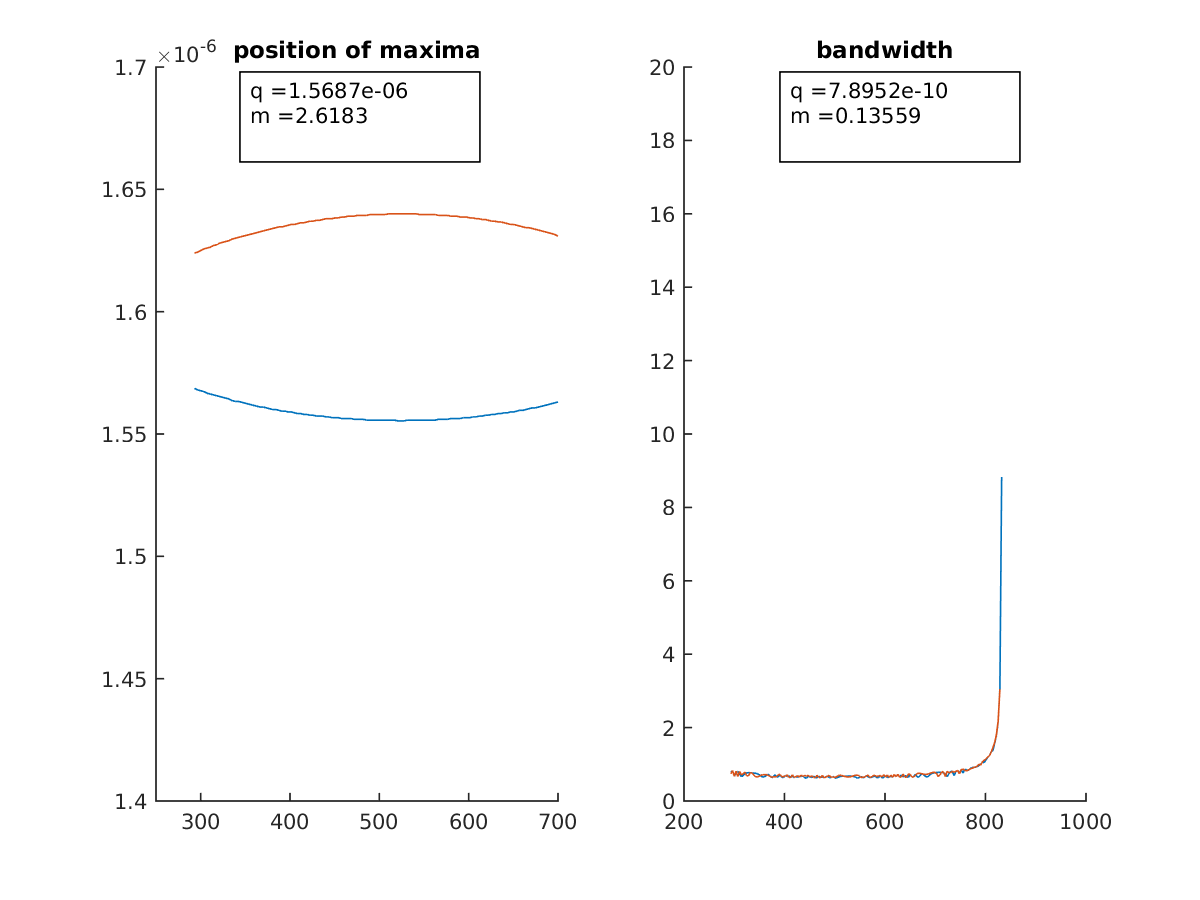 ×10-6
position of maxima
q =1.5687e-06
m =2.6183
1.7
1.65
1.6
1.55
1.5
1.45
1.4
300 400 500 600 700
bandwidth
q =7.8952e-10
m =0.13559
20
18
16
14
12
10
8
6
4
2
0
200 400 600 800 1000